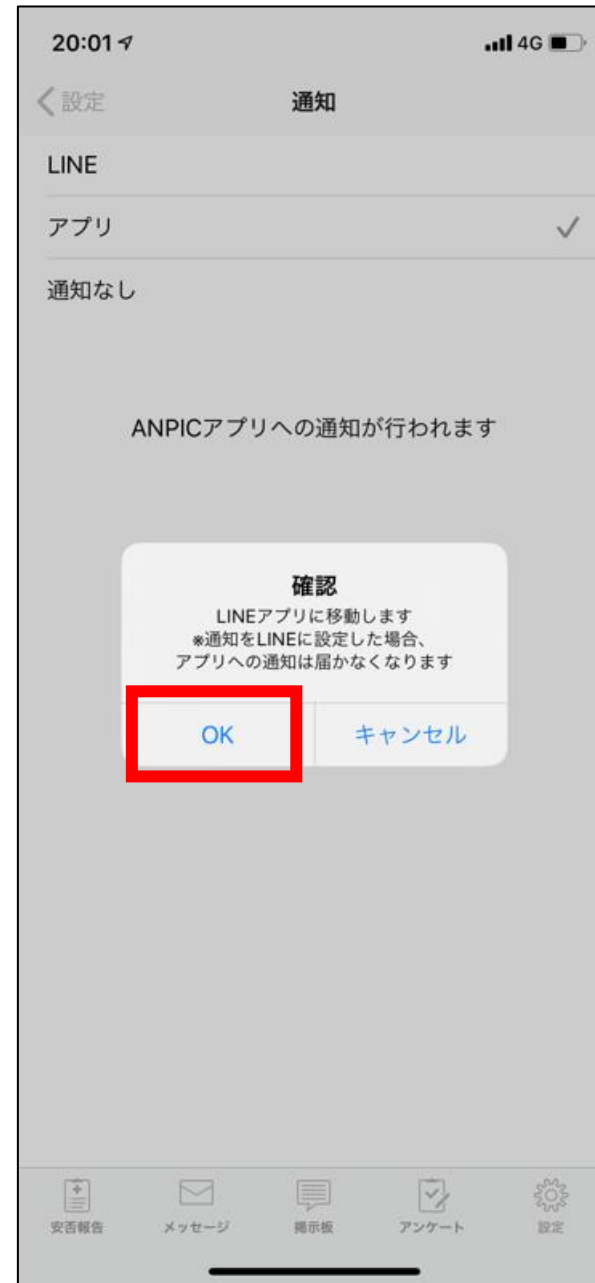 20:01 4G
設定 通知
LINE
アプリ
通知なし
ANPICアプリへの通知が行われます
確認
LINEアプリに移動します
※通知をLINEに設定した場合、
アプリへの通知は届かなくなります
OK キャンセル
安否報告 メッセージ 掲示板 アンケート 設定